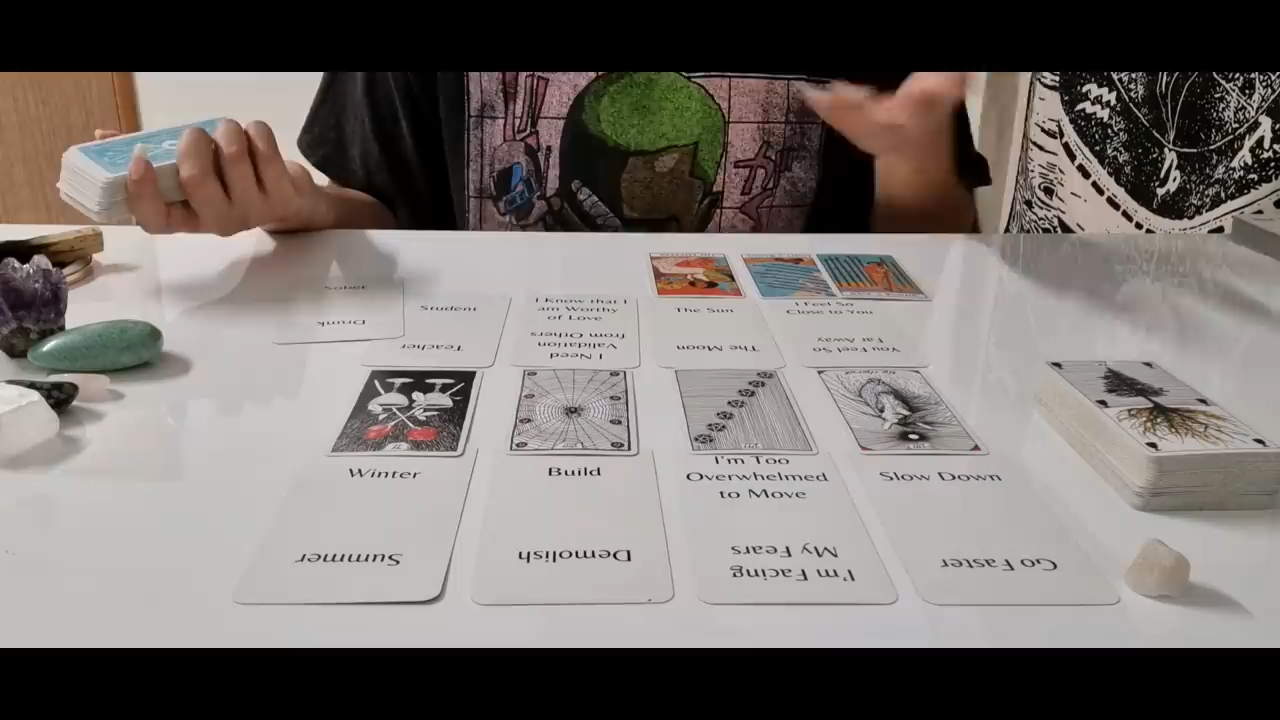 Sober
Drunk
Student
Teacher
I Know that I
am Worthy
of Love
I Need
Validation
from Others
The Sun
The Moon
I Feel So
Close to You
You Feel So
Far Away
Winter
Summer
Build
Demolish
I'm Too
Overwhelmed
to Move
I'm Facing
My Fears
Slow Down
Go Faster
ガ